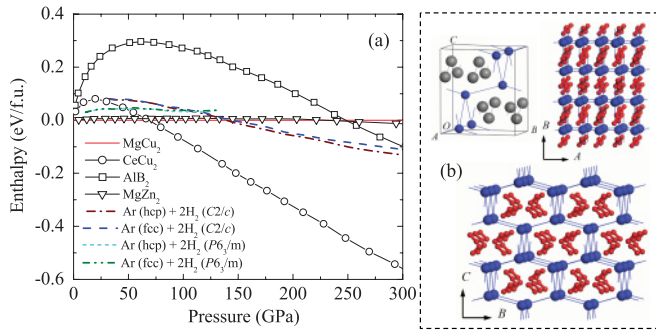 (a)
Enthalpy (eV/f.u.)
0.4
0.2
0.0
-0.2
-0.4
-0.6
MgCu₂
CeCu₂
AlB₂
MgZn₂
Ar (hcp) + 2H₂ (C2/c)
Ar (fcc) + 2H₂ (C2/c)
Ar (hcp) + 2H₂ (P6₃/m)
Ar (fcc) + 2H₂ (P6₃/m)
0 50 100 150 200 250 300
Pressure (GPa)
C
O
A
B
B
A
(b)
C
B